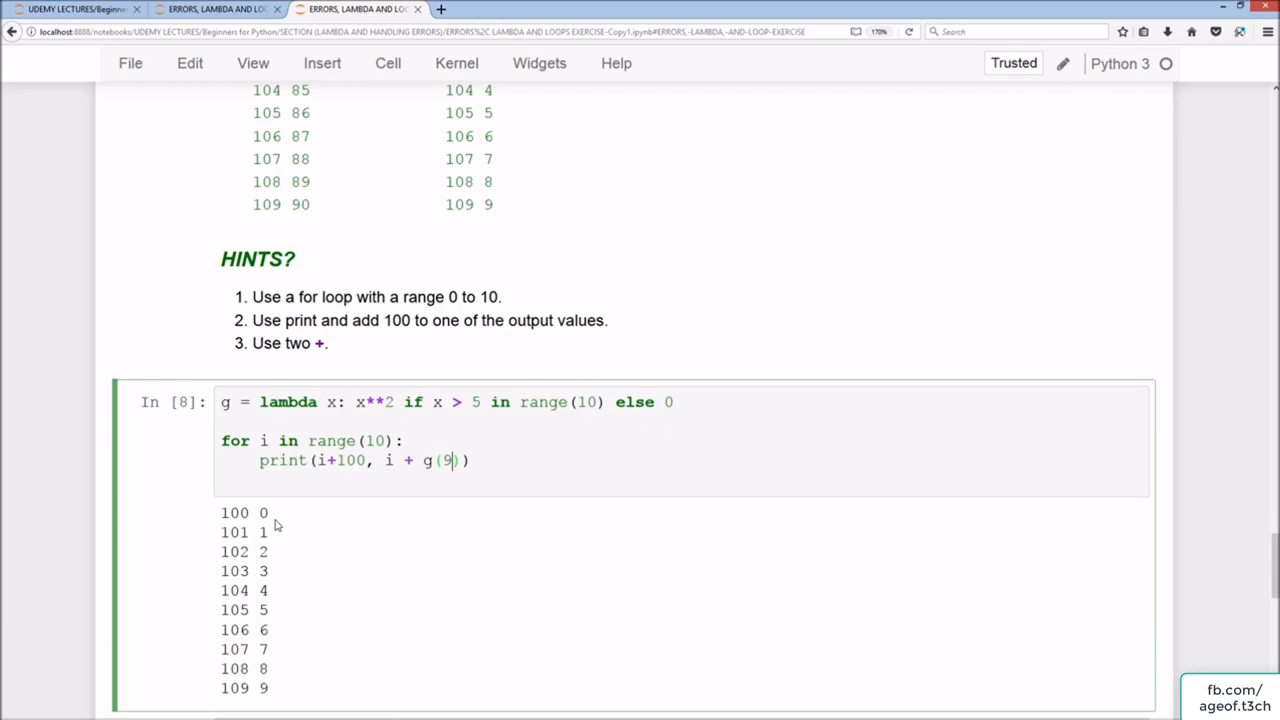 UDEMY LECTURES/Beginner
ERRORS, LAMBDA AND LOO
ERRORS, LAMBDA AND LOO
localhost:8888/notebooks/UDEMY LECTURES/Beginners for Python/SECTION (LAMBDA AND HANDLING ERRORS)/ERRORS%2C LAMBDA AND LOOPS EXERCISE-Copy1.ipynb#ERRORS,-LAMBDA,-AND-LOOP-EXERCISE
170%
Search
File Edit View Insert Cell Kernel Widgets Help
Trusted
Python 3
104 85 104 4
105 86 105 5
106 87 106 6
107 88 107 7
108 89 108 8
109 90 109 9
HINTS?
1. Use a for loop with a range 0 to 10.
2. Use print and add 100 to one of the output values.
3. Use two +.
In [8]: g = lambda x: x**2 if x > 5 in range(10) else 0
for i in range(10):
print(i+100, i + g(9))
100 0
101 1
102 2
103 3
104 4
105 5
106 6
107 7
108 8
109 9
fb.com/
ageof.t3ch